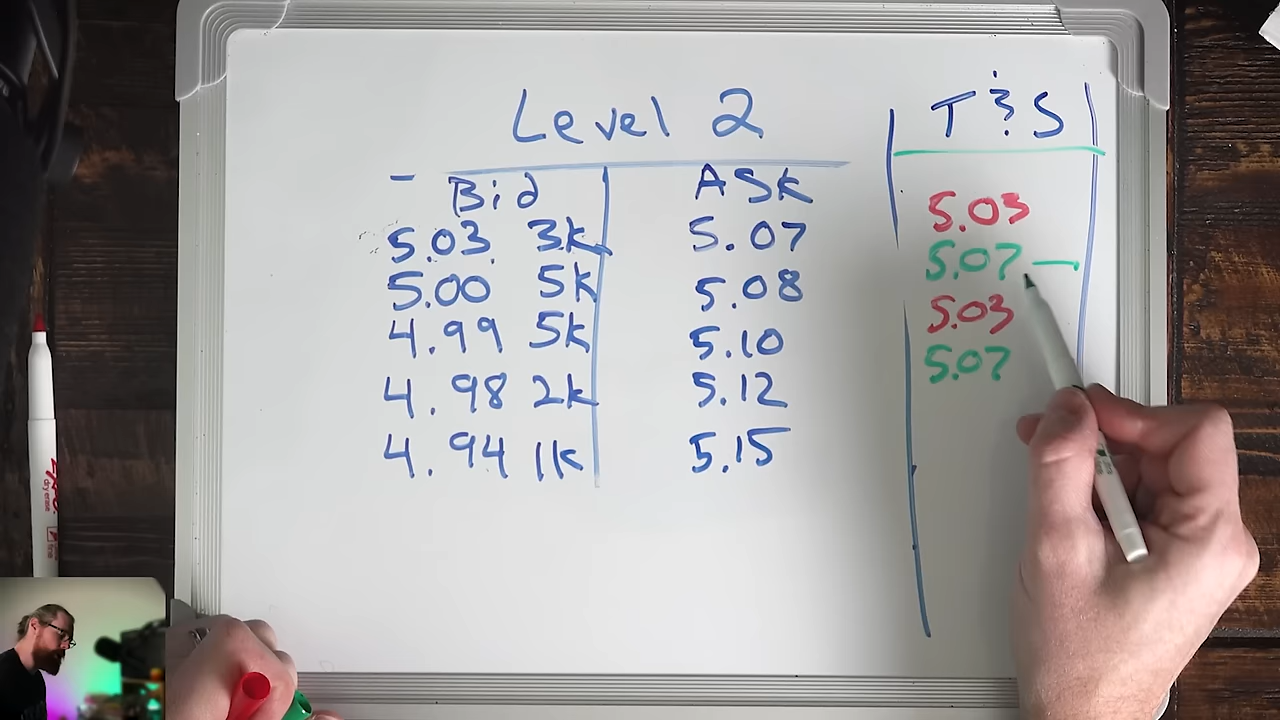 Level 2
Bid Ask
5.03 3k 5.07
5.00 5k 5.08
4.99 5k 5.10
4.98 2k 5.12
4.94 1k 5.15
T & S
5.03
5.07 —
5.03
5.07